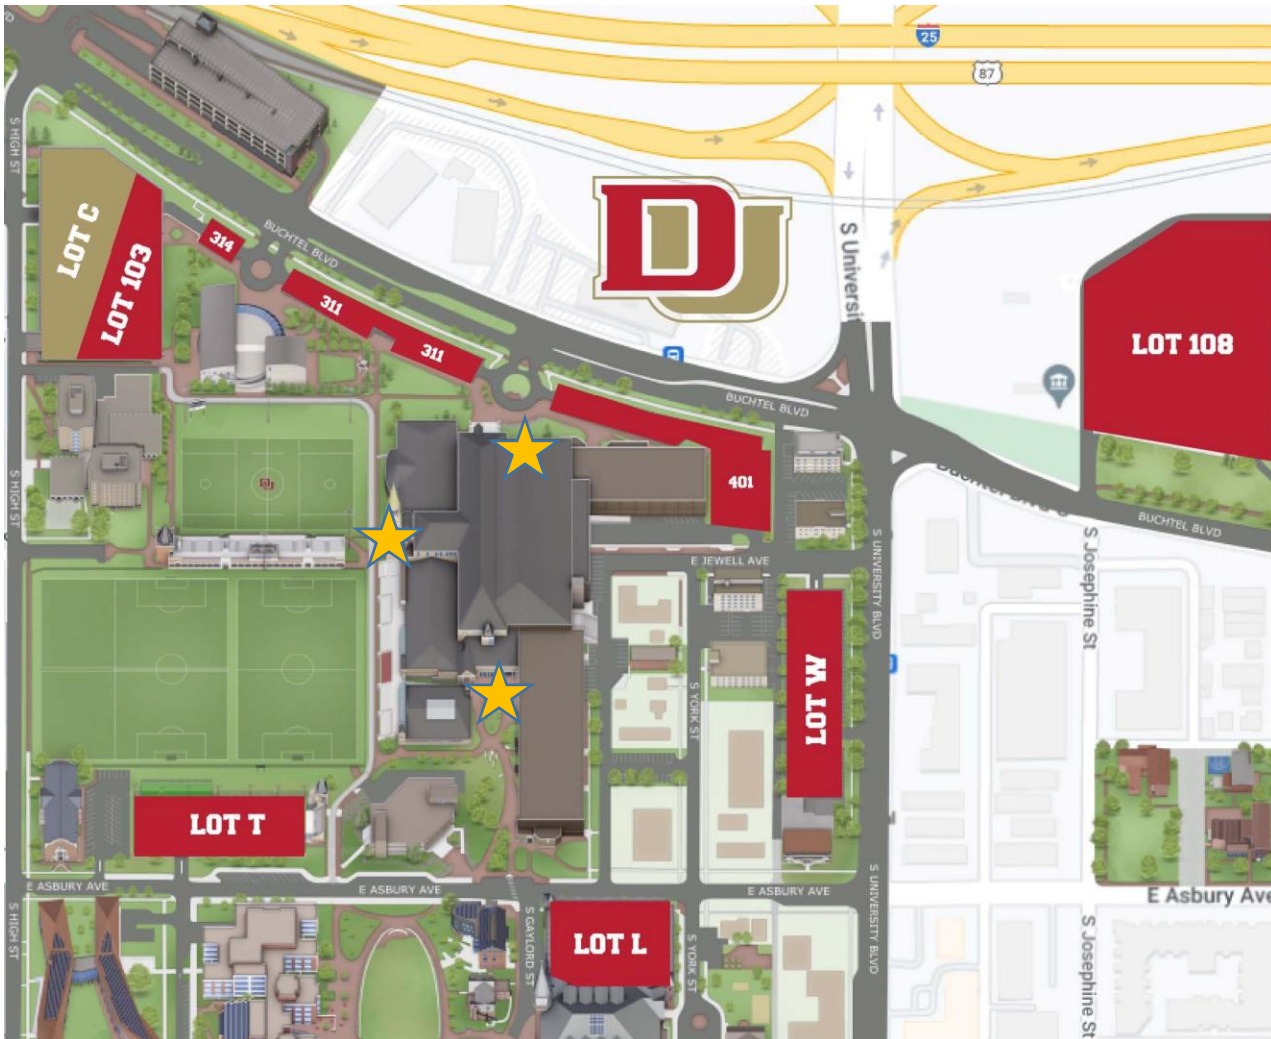 25
87
S HIGH ST
LOT C
LOT 103
314
BUCHTEL BLVD
311
311
S Universit
LOT 108
BUCHTEL BLVD
401
BUCHTEL BLVD
S HIGH ST
E JEWELL AVE
S UNIVERSITY BLVD
S Josephine St
LOT W
S YORK ST
LOT T
E ASBURY AVE
E ASBURY AVE
E ASBURY AVE
E Asbury Ave
S HIGH ST
S GAYLORD ST
LOT L
S YORK ST
S UNIVERSITY BLVD
S Josephine St